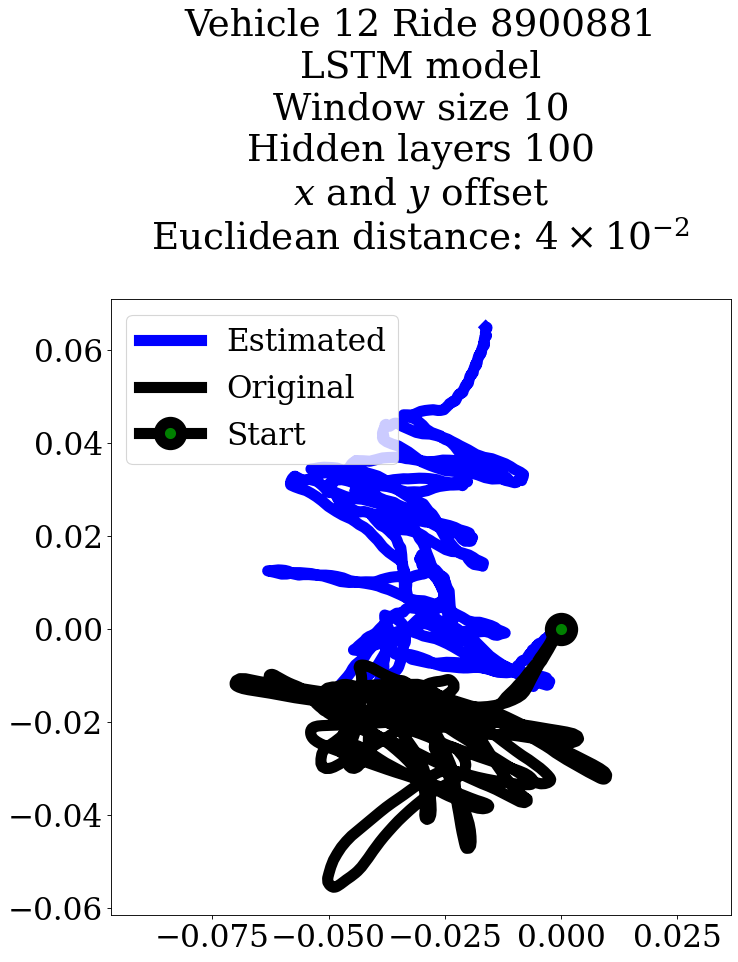 Vehicle 12 Ride 8900881
LSTM model
Window size 10
Hidden layers 100
x and y offset
Euclidean distance: 4 × 10⁻²
Estimated
Original
Start
0.06
0.04
0.02
0.00
−0.02
−0.04
−0.06
−0.075 −0.050 −0.025 0.000 0.025